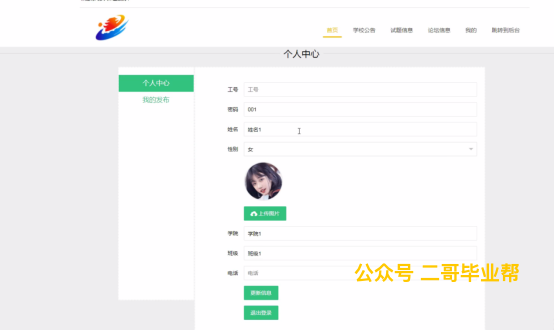 首页 学校公告 试题信息 论坛信息 我的 跳转到后台
个人中心
个人中心
我的发布
工号 工号
密码 001
姓名 姓名1
性别 女
上传图片
学院 学院1
班级 班级1
电话 电话
更新信息
退出登录
公众号 二哥毕业帮